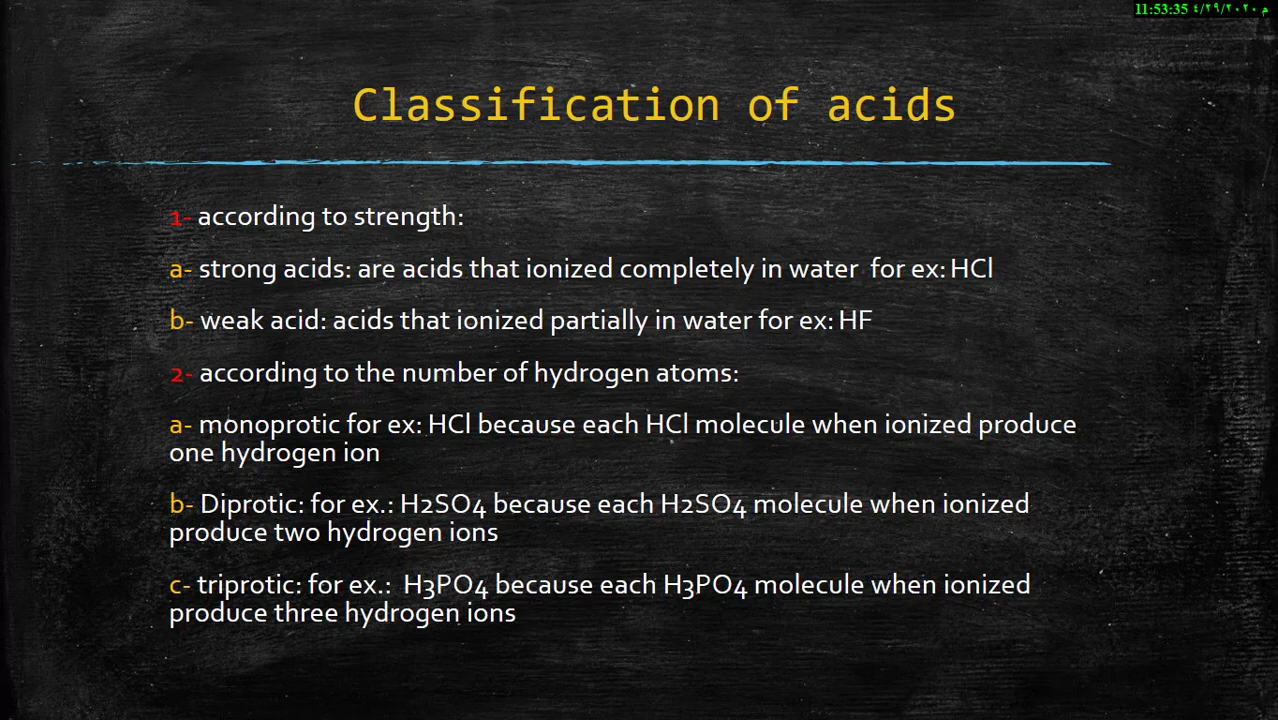 11:53:35 ٤/٢٩/٢٠٢٠ م
Classification of acids
1- according to strength:
a- strong acids: are acids that ionized completely in water for ex: HCl
b- weak acid: acids that ionized partially in water for ex: HF
2- according to the number of hydrogen atoms:
a- monoprotic for ex: HCl because each HCl molecule when ionized produce
one hydrogen ion
b- Diprotic: for ex.: H2SO4 because each H2SO4 molecule when ionized
produce two hydrogen ions
c- triprotic: for ex.: H3PO4 because each H3PO4 molecule when ionized
produce three hydrogen ions